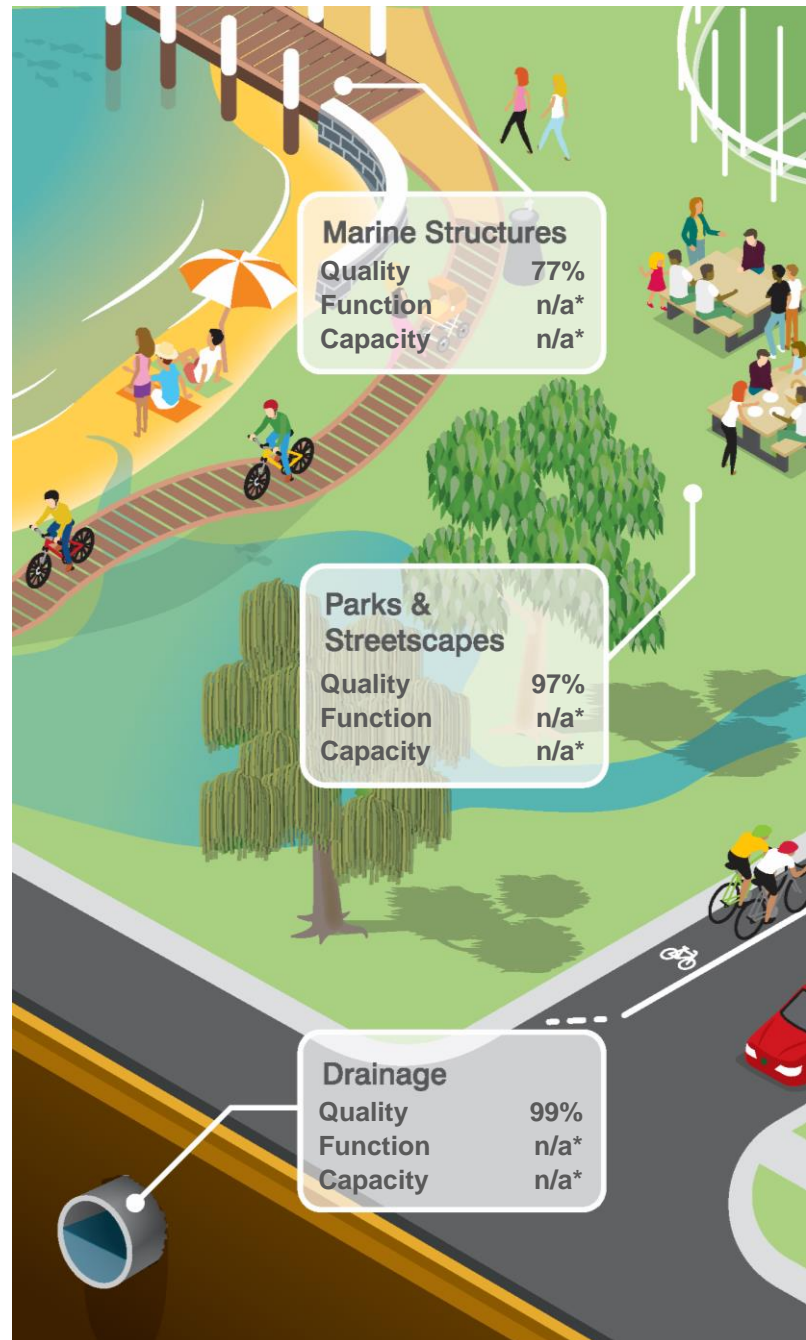 Marine Structures
Quality 77%
Function n/a*
Capacity n/a*
Parks &
Streetscapes
Quality 97%
Function n/a*
Capacity n/a*
Drainage
Quality 99%
Function n/a*
Capacity n/a*